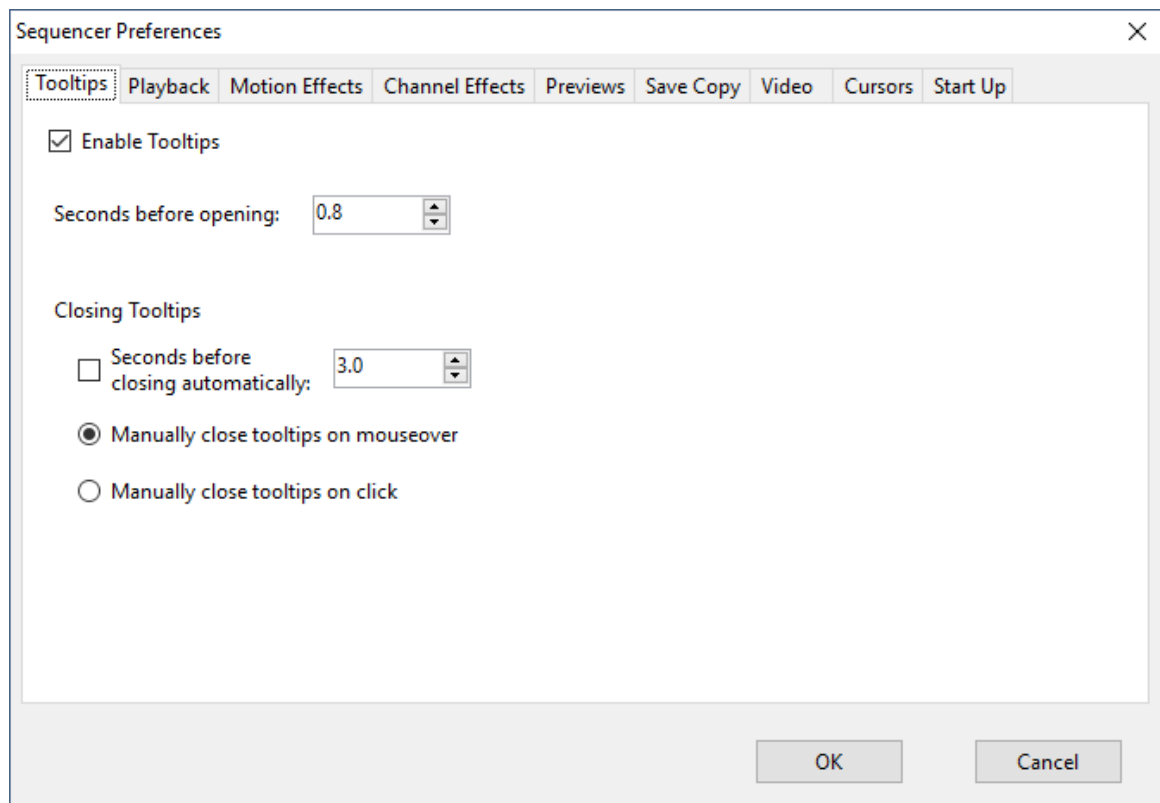 Sequencer Preferences
Tooltips Playback Motion Effects Channel Effects Previews Save Copy Video Cursors Start Up
Enable Tooltips
Seconds before opening: 0.8
Closing Tooltips
Seconds before
closing automatically: 3.0
Manually close tooltips on mouseover
Manually close tooltips on click
OK Cancel